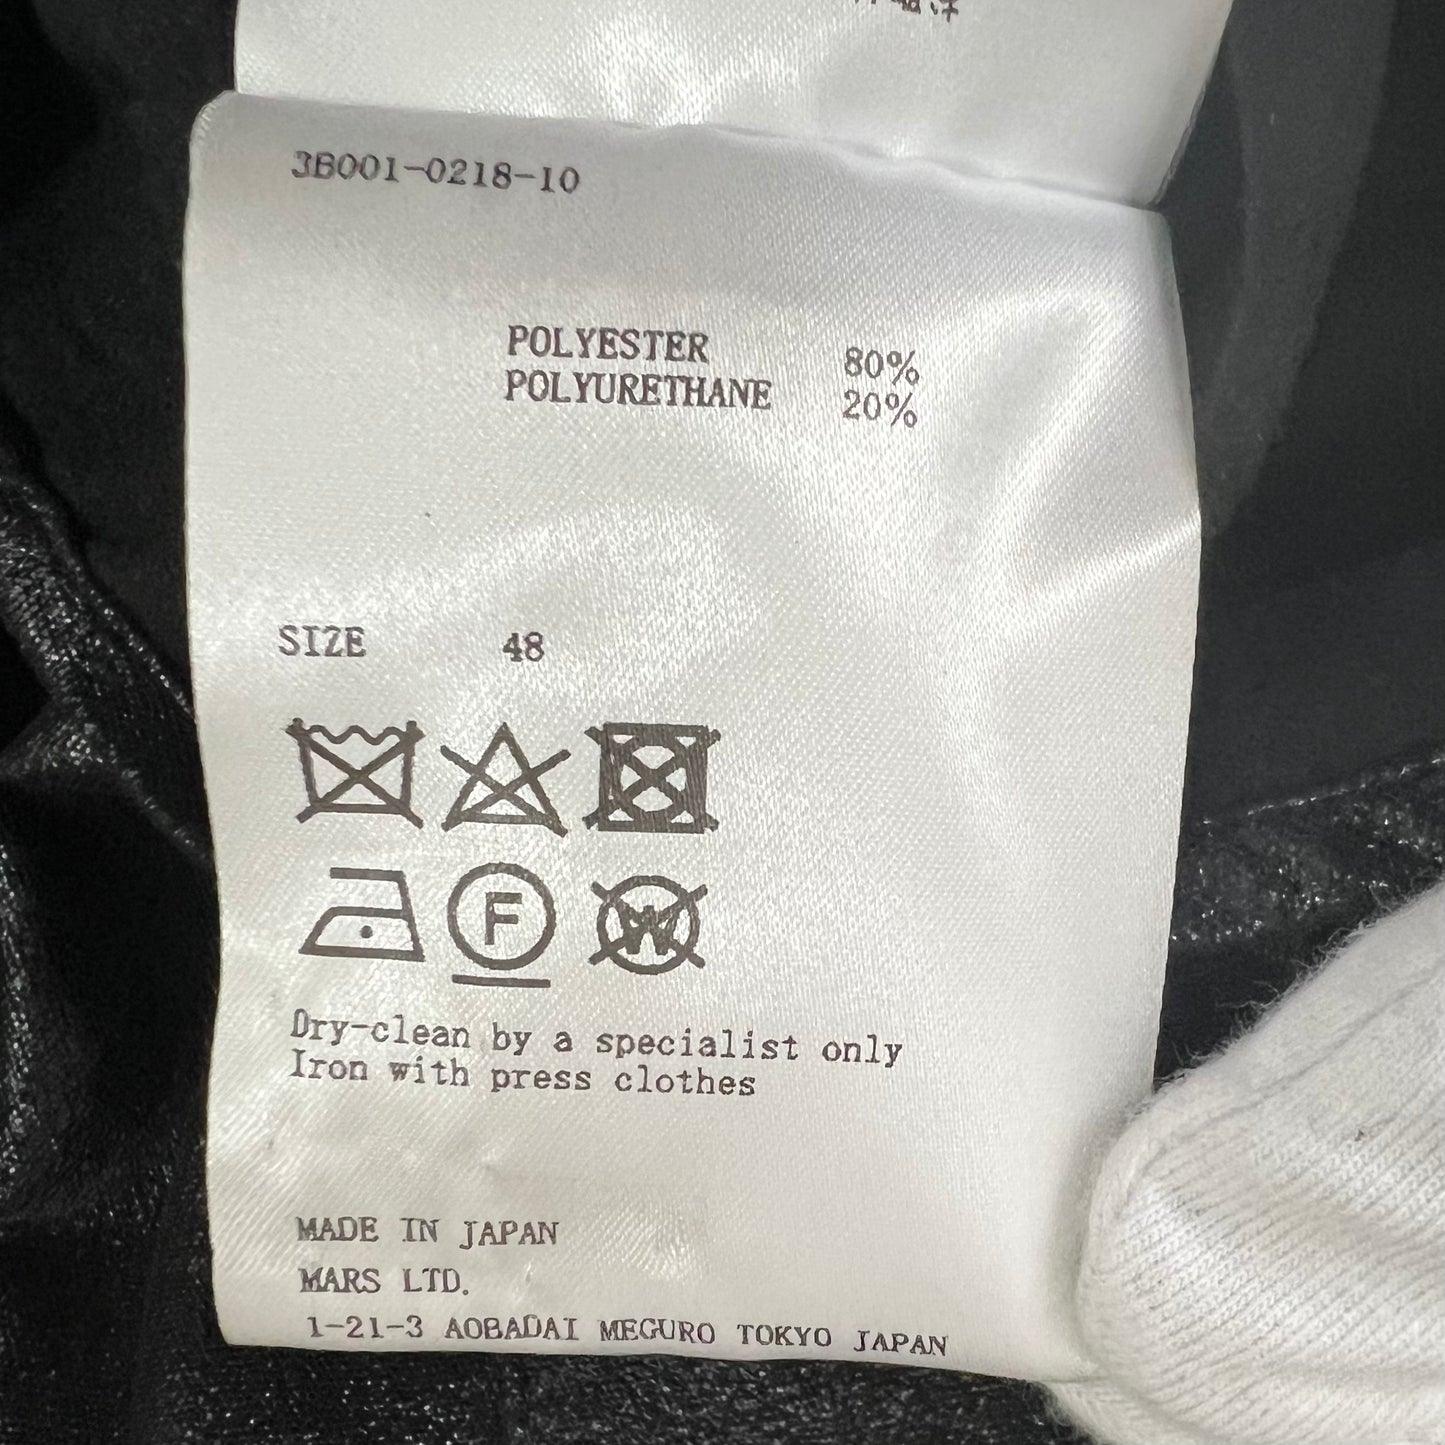 3B001-0218-10
POLYESTER 80%
POLYURETHANE 20%
SIZE 48
F
W
Dry-clean by a specialist only
Iron with press clothes
MADE IN JAPAN
MARS LTD.
1-21-3 AOBADAI MEGURO TOKYO JAPAN